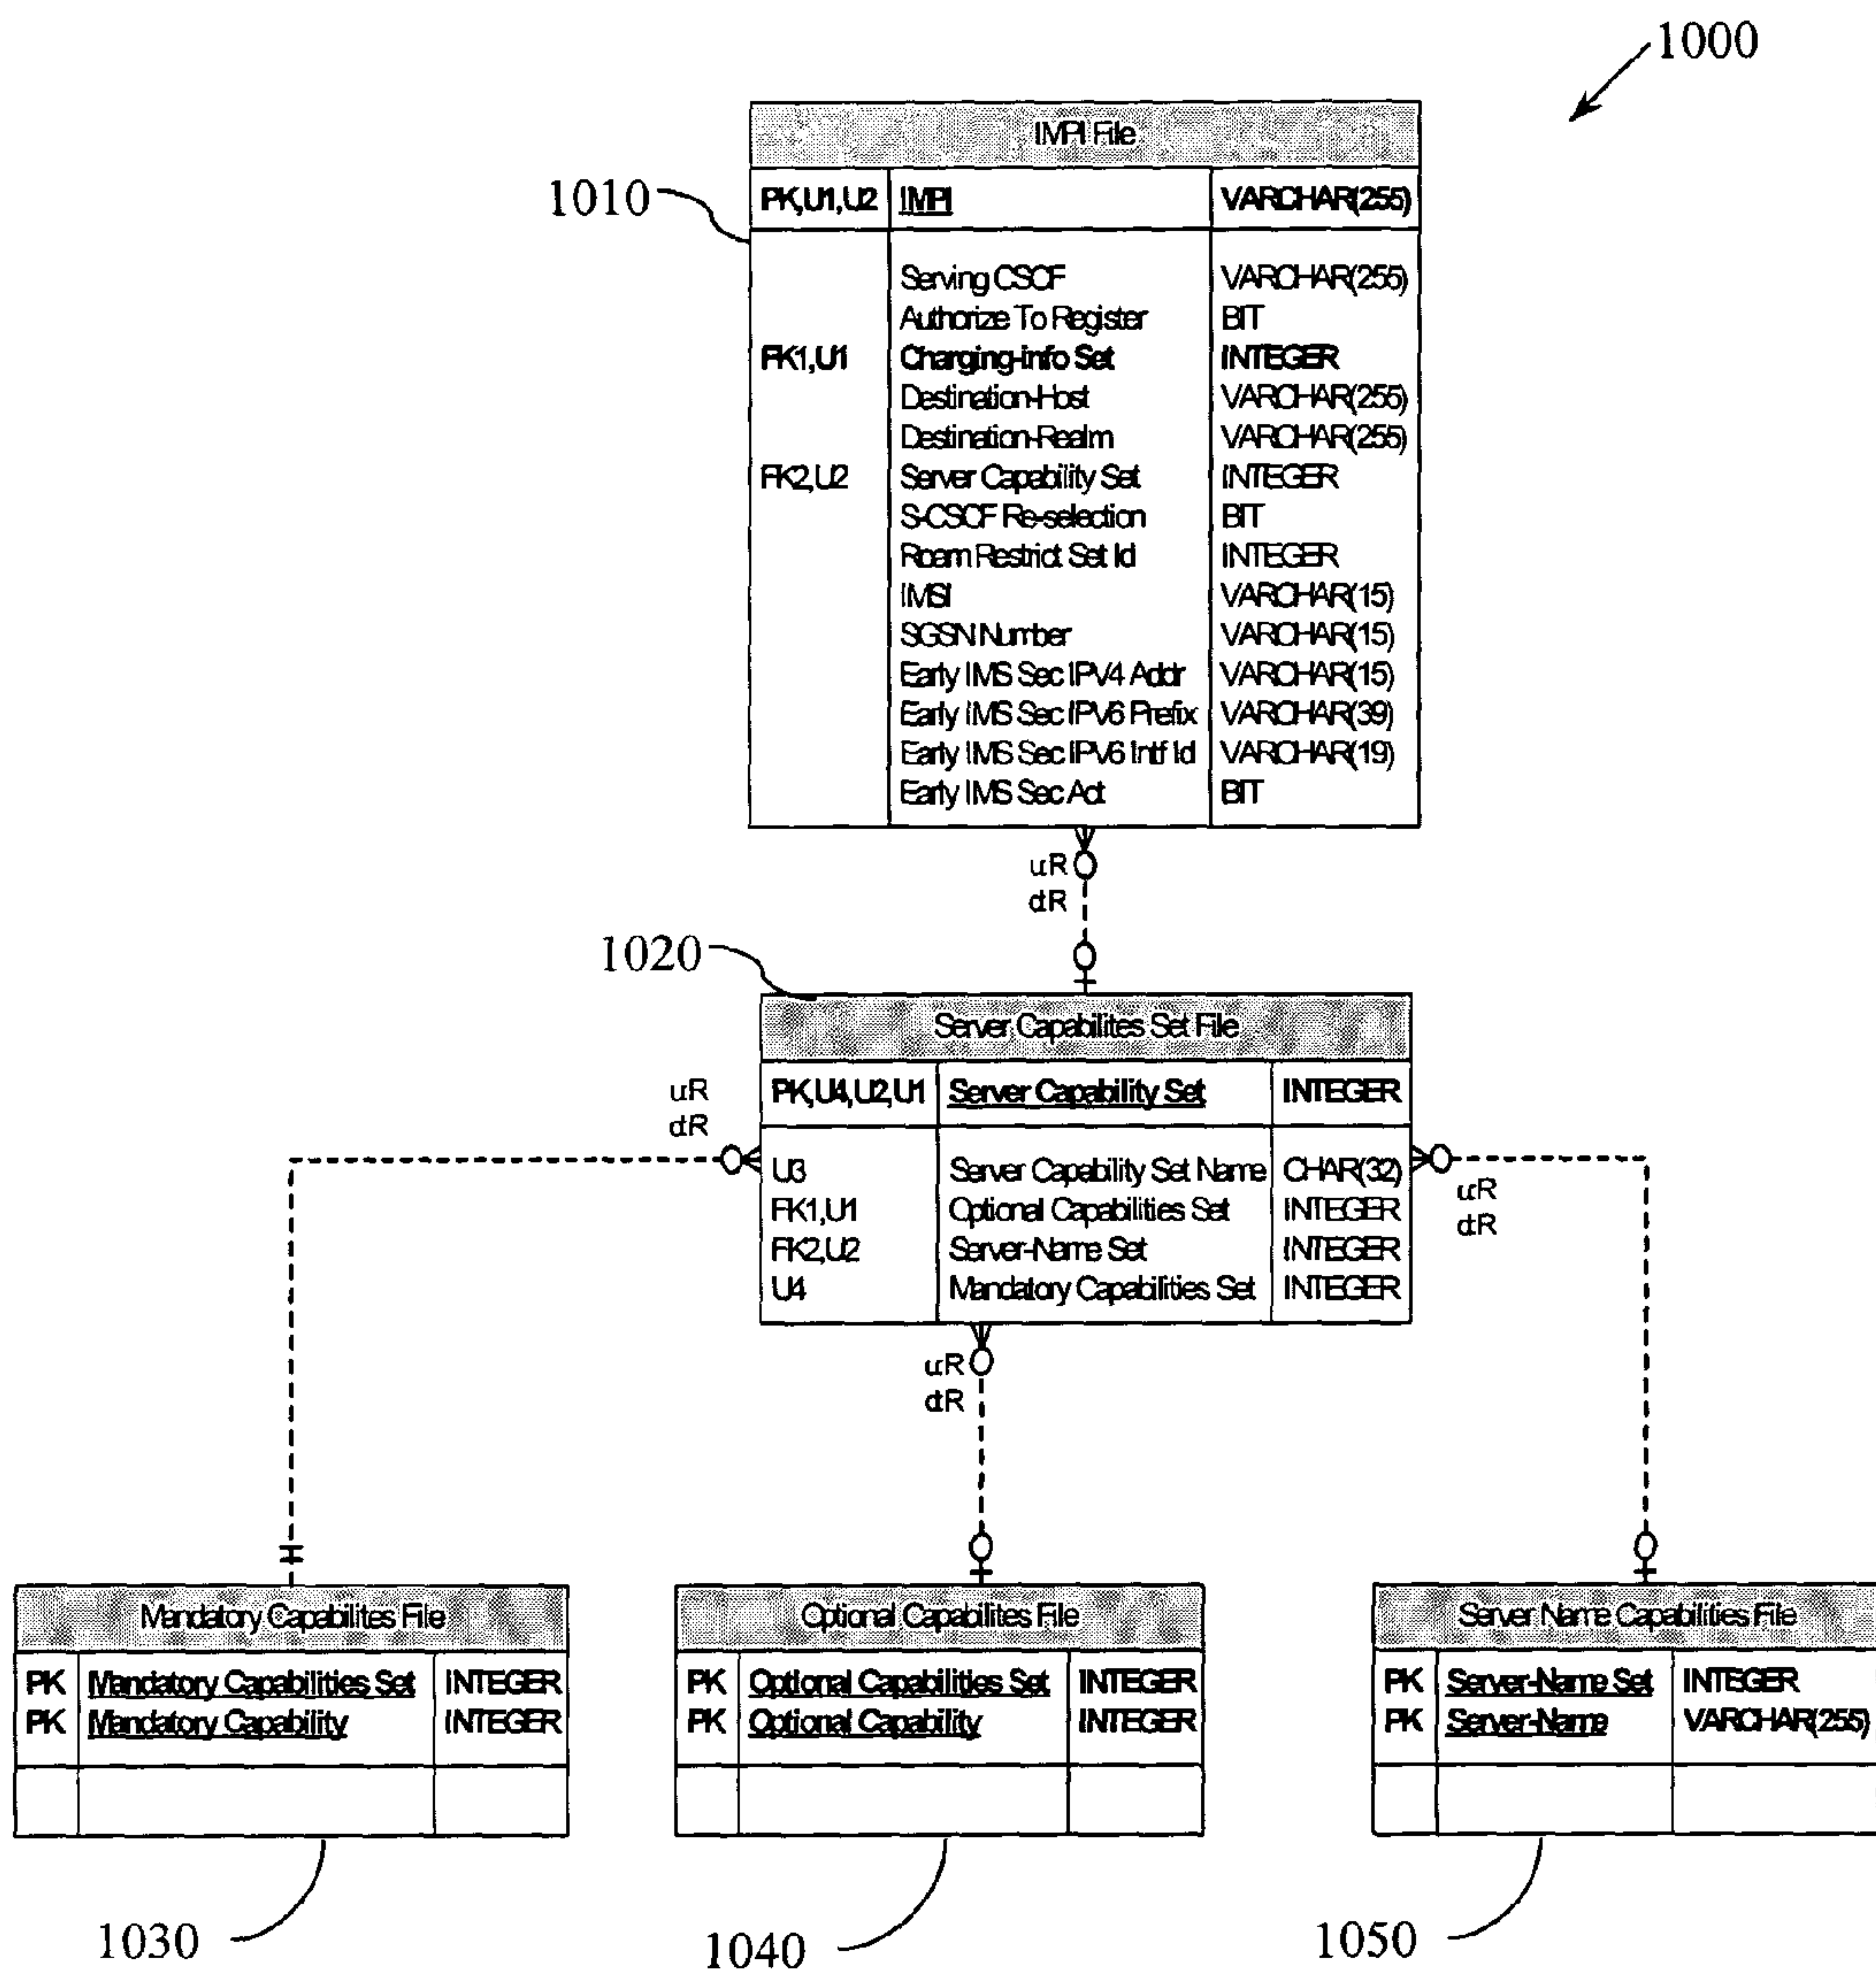 1000
IMPI File
1010
PK,U1,U2 IMPI VARCHAR(255)
Serving CSCF VARCHAR(255)
Authorize To Register BIT
FK1,U1 Charging-info Set INTEGER
Destination-Host VARCHAR(255)
Destination-Realm VARCHAR(255)
FK2,U2 Server Capability Set INTEGER
S-CSCF Re-selection BIT
Roam Restrict Set Id INTEGER
IMSI VARCHAR(15)
SGSN Number VARCHAR(15)
Early IMS Sec IPV4 Addr VARCHAR(15)
Early IMS Sec IPV6 Prefix VARCHAR(39)
Early IMS Sec IPV6 Intf Id VARCHAR(19)
Early IMS Sec Act BIT
u:R
d:R
1020
Server Capabilites Set File
u:R
d:R
PK,U4,U2,U1 Server Capability Set INTEGER
U3 Server Capability Set Name CHAR(32)
FK1,U1 Optional Capabilities Set INTEGER
FK2,U2 Server-Name Set INTEGER
U4 Mandatory Capabilities Set INTEGER
u:R
d:R
u:R
d:R
Mandatory Capabilites File
PK Mandatory Capabilities Set INTEGER
PK Mandatory Capability INTEGER
1030
Optional Capabilites File
PK Optional Capabilities Set INTEGER
PK Optional Capability INTEGER
1040
Server Name Capabilities File
PK Server-Name Set INTEGER
PK Server-Name VARCHAR(255)
1050